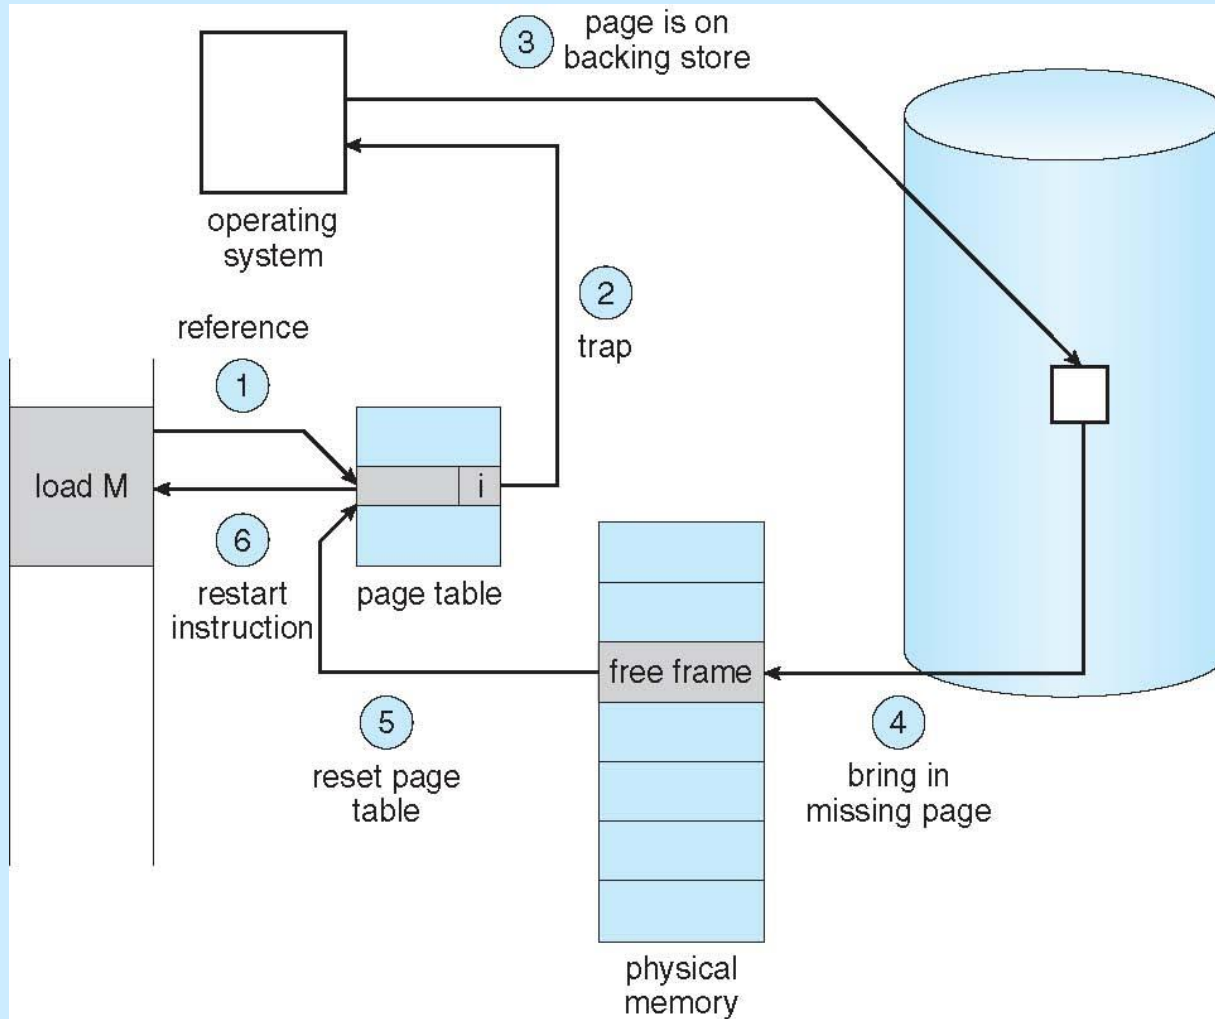 3
page is on
backing store
operating
system
2
trap
reference
1
load M
i
6
restart
instruction
page table
free frame
5
reset page
table
4
bring in
missing page
physical
memory